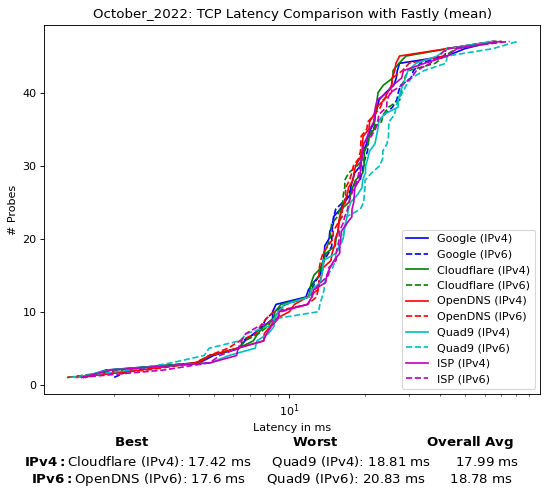 October_2022: TCP Latency Comparison with Fastly (mean)
# Probes
40
30
20
10
0
10¹
Latency in ms
Google (IPv4)
Google (IPv6)
Cloudflare (IPv4)
Cloudflare (IPv6)
OpenDNS (IPv4)
OpenDNS (IPv6)
Quad9 (IPv4)
Quad9 (IPv6)
ISP (IPv4)
ISP (IPv6)
Best Worst Overall Avg
IPv4: Cloudflare (IPv4): 17.42 ms Quad9 (IPv4): 18.81 ms 17.99 ms
IPv6: OpenDNS (IPv6): 17.6 ms Quad9 (IPv6): 20.83 ms 18.78 ms